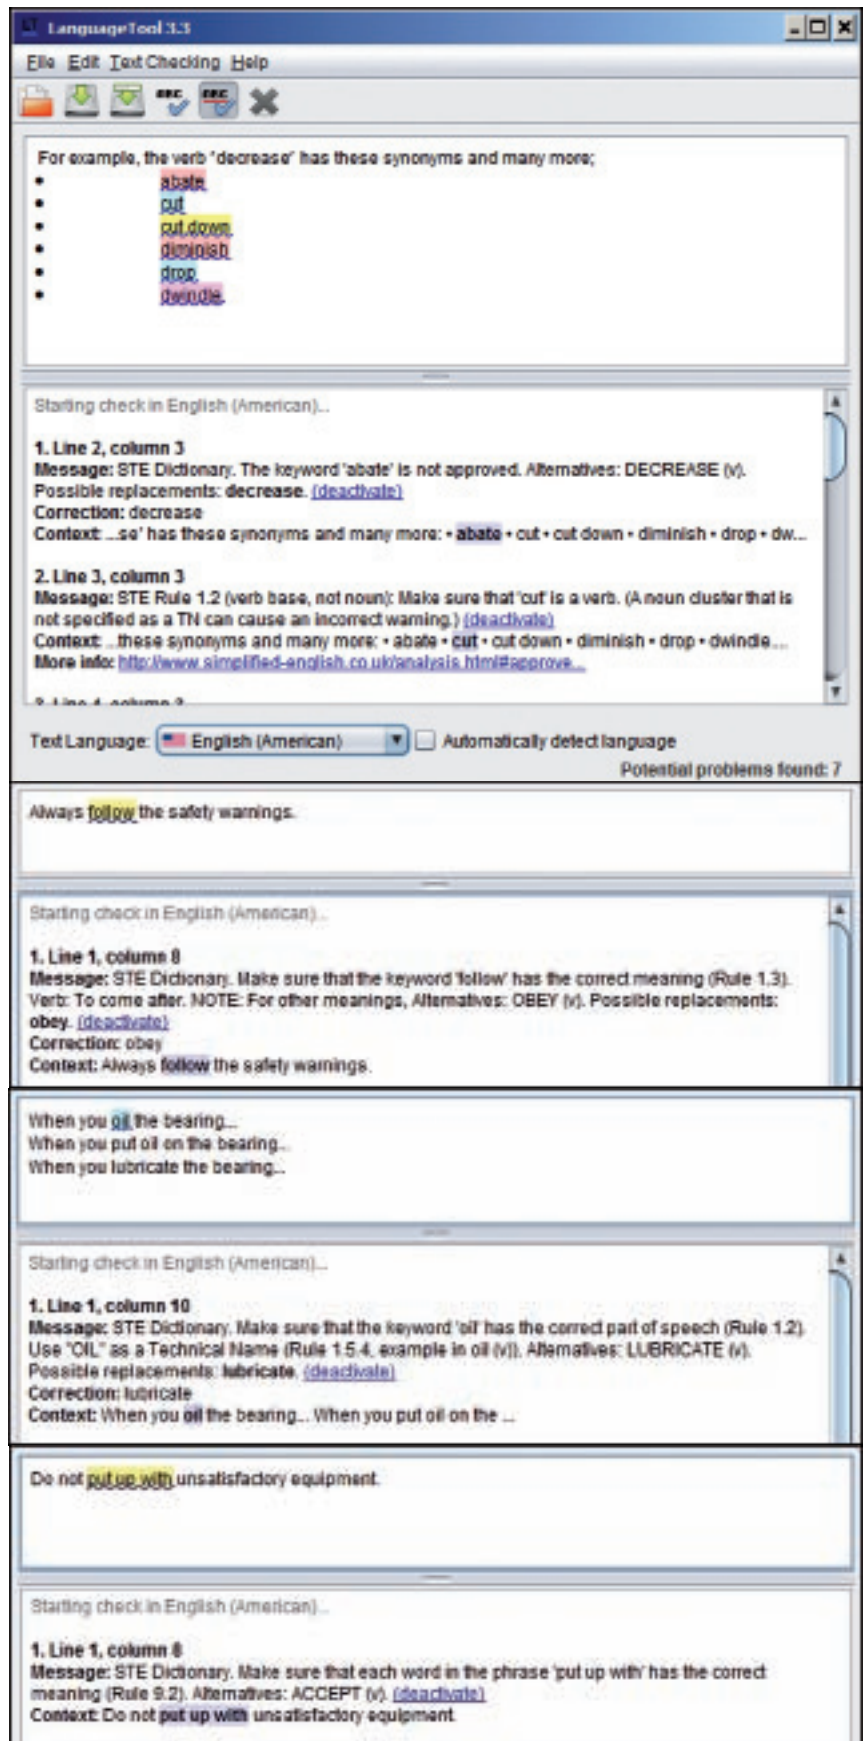 LanguageTool 3.3
File Edit Text Checking Help
For example, the verb 'decrease' has these synonyms and many more;
• abate
• cut
• cut down
• diminish
• drop
• dwindle.
Starting check in English (American)...
1. Line 2, column 3
Message: STE Dictionary. The keyword 'abate' is not approved. Alternatives: DECREASE (v).
Possible replacements: decrease. (deactivate)
Correction: decrease
Context: ...se' has these synonyms and many more: • abate • cut • cut down • diminish • drop • dw...
2. Line 3, column 3
Message: STE Rule 1.2 (verb base, not noun): Make sure that 'cut' is a verb. (A noun cluster that is
not specified as a TN can cause an incorrect warning.) (deactivate)
Context: ...these synonyms and many more: • abate • cut • cut down • diminish • drop • dwindle....
More info: http://www.simplified-english.co.uk/analysis.html#approve...
3. Line 4, column 3
Text Language: English (American) Automatically detect language
Potential problems found: 7
Always follow the safety warnings.
Starting check in English (American)...
1. Line 1, column 8
Message: STE Dictionary. Make sure that the keyword 'follow' has the correct meaning (Rule 1.3).
Verb: To come after. NOTE: For other meanings, Alternatives: OBEY (v). Possible replacements:
obey. (deactivate)
Correction: obey
Context: Always follow the safety warnings.
When you oil the bearing...
When you put oil on the bearing...
When you lubricate the bearing...
Starting check in English (American)...
1. Line 1, column 10
Message: STE Dictionary. Make sure that the keyword 'oil' has the correct part of speech (Rule 1.2).
Use "OIL" as a Technical Name (Rule 1.5.4, example in oil (v)). Alternatives: LUBRICATE (v).
Possible replacements: lubricate. (deactivate)
Correction: lubricate
Context: When you oil the bearing... When you put oil on the ...
Do not put up with unsatisfactory equipment.
Starting check in English (American)...
1. Line 1, column 8
Message: STE Dictionary. Make sure that each word in the phrase 'put up with' has the correct
meaning (Rule 9.2). Alternatives: ACCEPT (v). (deactivate)
Context: Do not put up with unsatisfactory equipment.